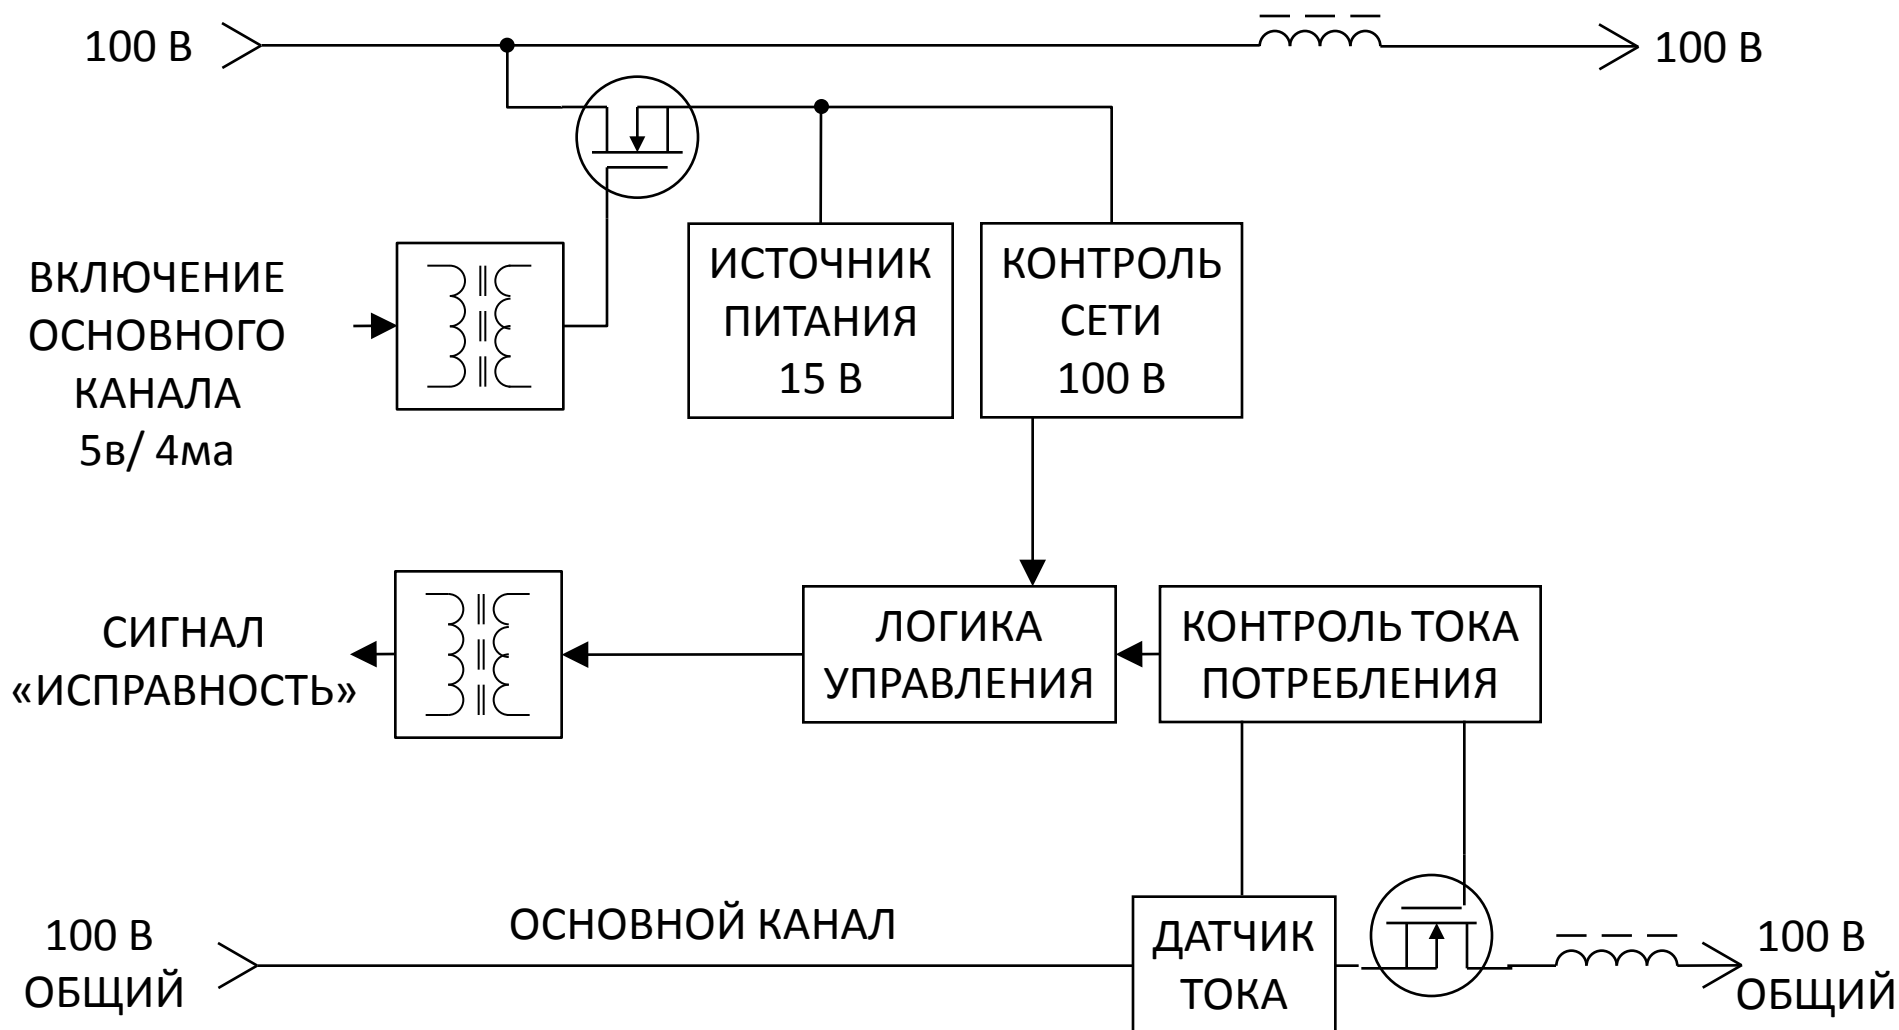 100 В
100 В
ВКЛЮЧЕНИЕ
ОСНОВНОГО
КАНАЛА
5в/ 4ма
ИСТОЧНИК
ПИТАНИЯ
15 В
КОНТРОЛЬ
СЕТИ
100 В
СИГНАЛ
«ИСПРАВНОСТЬ»
ЛОГИКА
УПРАВЛЕНИЯ
КОНТРОЛЬ ТОКА
ПОТРЕБЛЕНИЯ
100 В
ОБЩИЙ
ОСНОВНОЙ КАНАЛ
ДАТЧИК
ТОКА
100 В
ОБЩИЙ